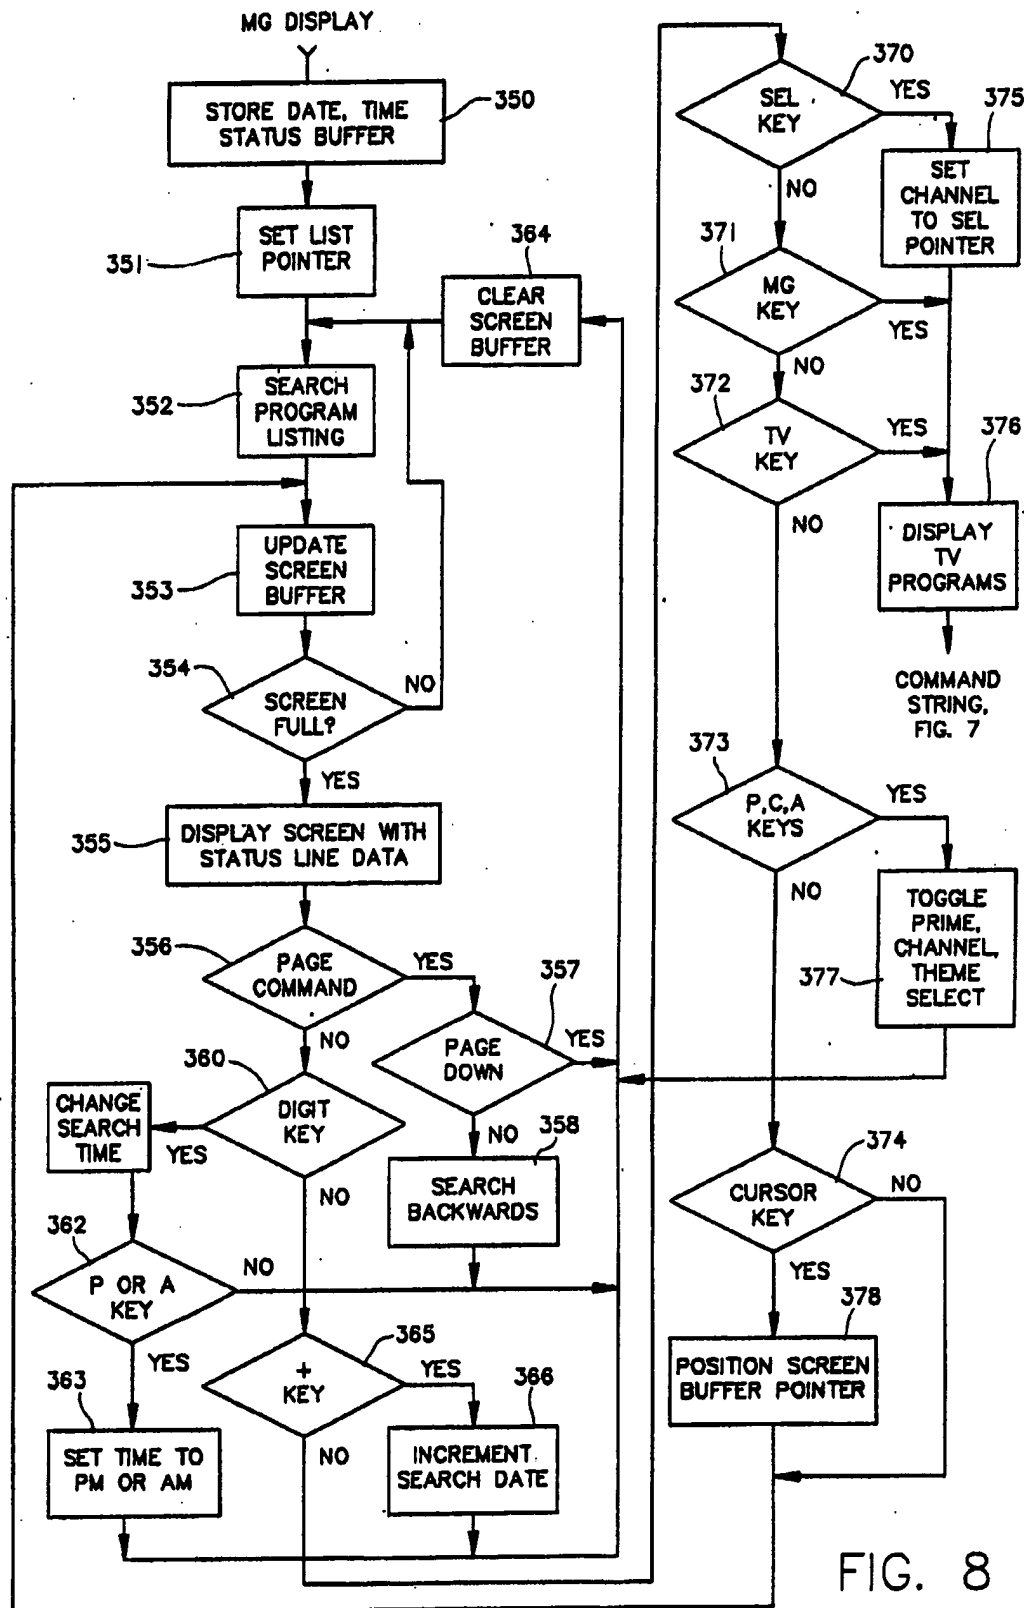 MG DISPLAY
STORE DATE, TIME
STATUS BUFFER
350
SET LIST
POINTER
351
364
CLEAR
SCREEN
BUFFER
SEARCH
PROGRAM
LISTING
352
UPDATE
SCREEN
BUFFER
353
354
SCREEN
FULL?
NO
YES
DISPLAY SCREEN WITH
STATUS LINE DATA
355
356
PAGE
COMMAND
YES
NO
357
PAGE
DOWN
YES
NO
358
SEARCH
BACKWARDS
360
DIGIT
KEY
YES
NO
CHANGE
SEARCH
TIME
362
P OR A
KEY
NO
YES
363
SET TIME TO
PM OR AM
365
+
KEY
YES
NO
366
INCREMENT
SEARCH DATE
370
SEL
KEY
YES
NO
375
SET
CHANNEL
TO SEL
POINTER
371
MG
KEY
YES
NO
372
TV
KEY
YES
NO
376
DISPLAY
TV
PROGRAMS
COMMAND
STRING,
FIG. 7
373
P,C,A
KEYS
YES
NO
TOGGLE
PRIME,
CHANNEL,
THEME
SELECT
377
374
CURSOR
KEY
NO
YES
378
POSITION SCREEN
BUFFER POINTER
FIG. 8